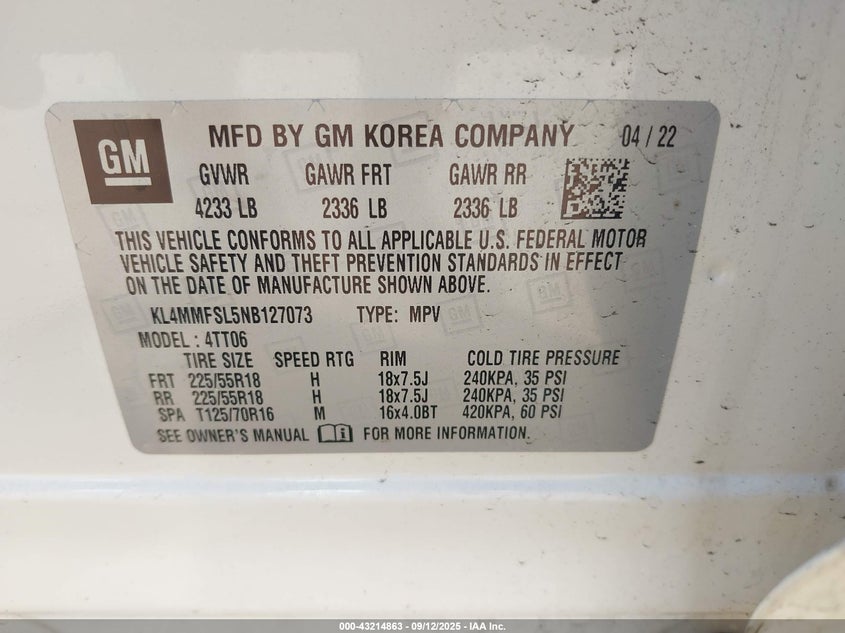 GM
MFD BY GM KOREA COMPANY 04 / 22
GVWR GAWR FRT GAWR RR
4233 LB 2336 LB 2336 LB
THIS VEHICLE CONFORMS TO ALL APPLICABLE U.S. FEDERAL MOTOR
VEHICLE SAFETY AND THEFT PREVENTION STANDARDS IN EFFECT
ON THE DATE OF MANUFACTURE SHOWN ABOVE.
KL4MMFSL5NB127073 TYPE: MPV
MODEL : 4TT06
TIRE SIZE SPEED RTG RIM COLD TIRE PRESSURE
FRT 225/55R18 H 18x7.5J 240KPA, 35 PSI
RR 225/55R18 H 18x7.5J 240KPA, 35 PSI
SPA T125/70R16 M 16x4.0BT 420KPA, 60 PSI
SEE OWNER'S MANUAL FOR MORE INFORMATION.
000-43214863 - 09/12/2025 - IAA Inc.